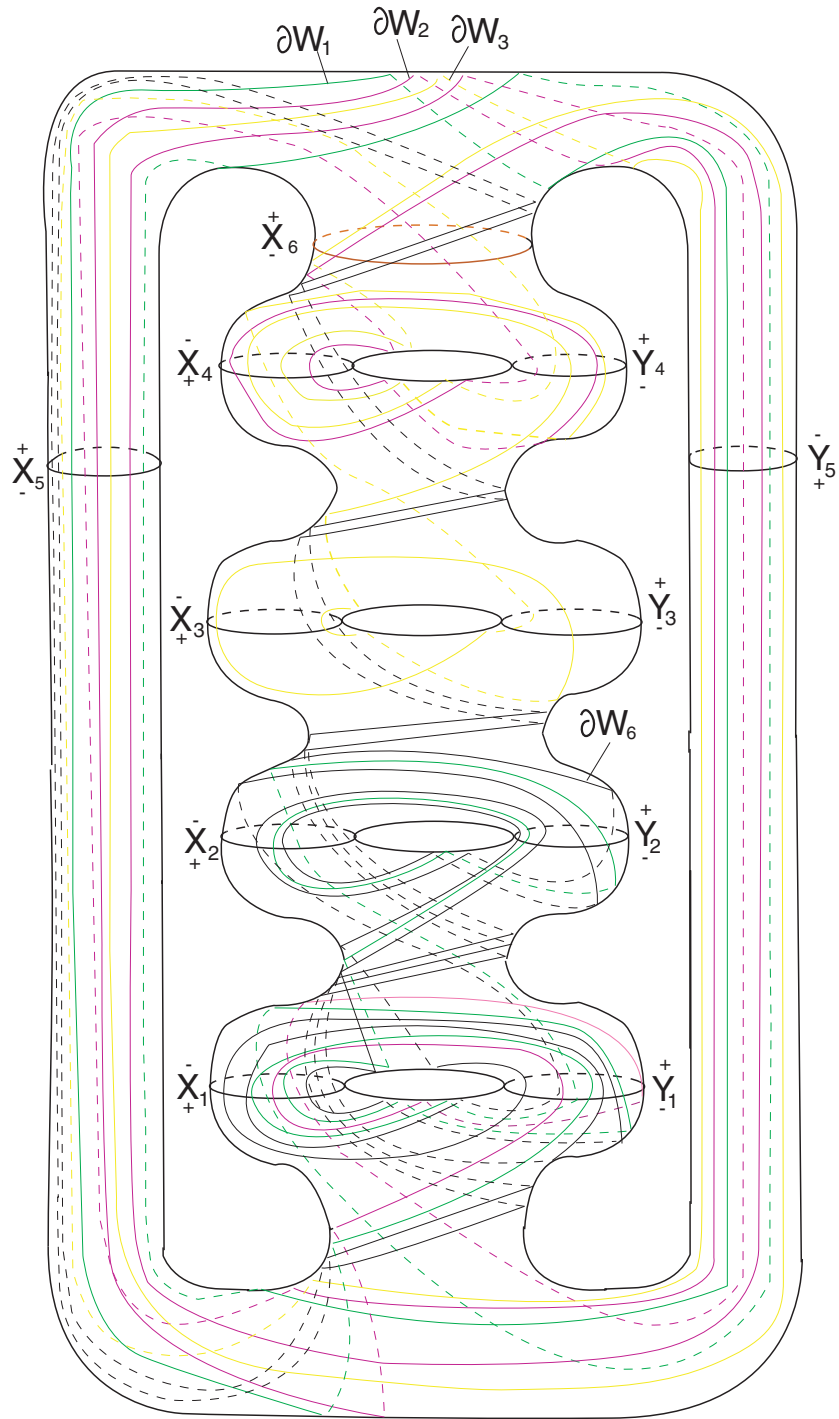 ∂W₁ ∂W₂ ∂W₃
+ X₆ -
- X₄ + + Y₄ -
+ X₅ - - Y₅ +
- X₃ + + Y₃ -
∂W₆
- X₂ + + Y₂ -
- X₁ + + Y₁ -